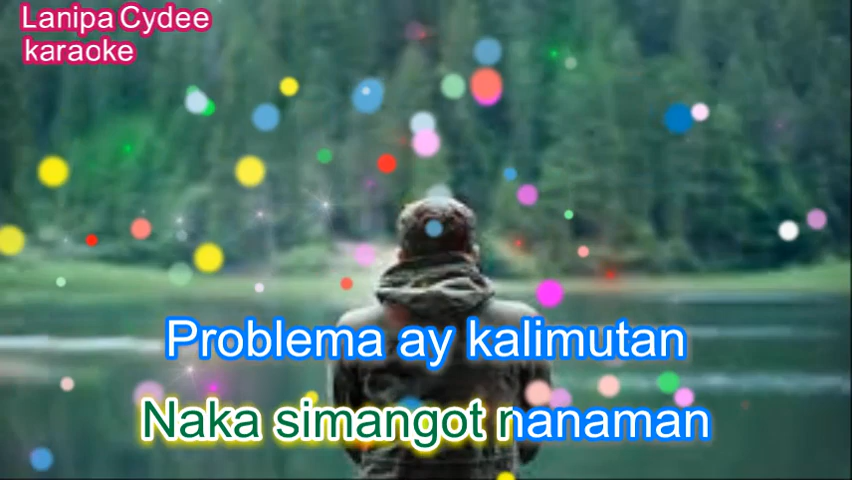 Lanipa Cydee
karaoke
Problema ay kalimutan
Naka simangot nanaman